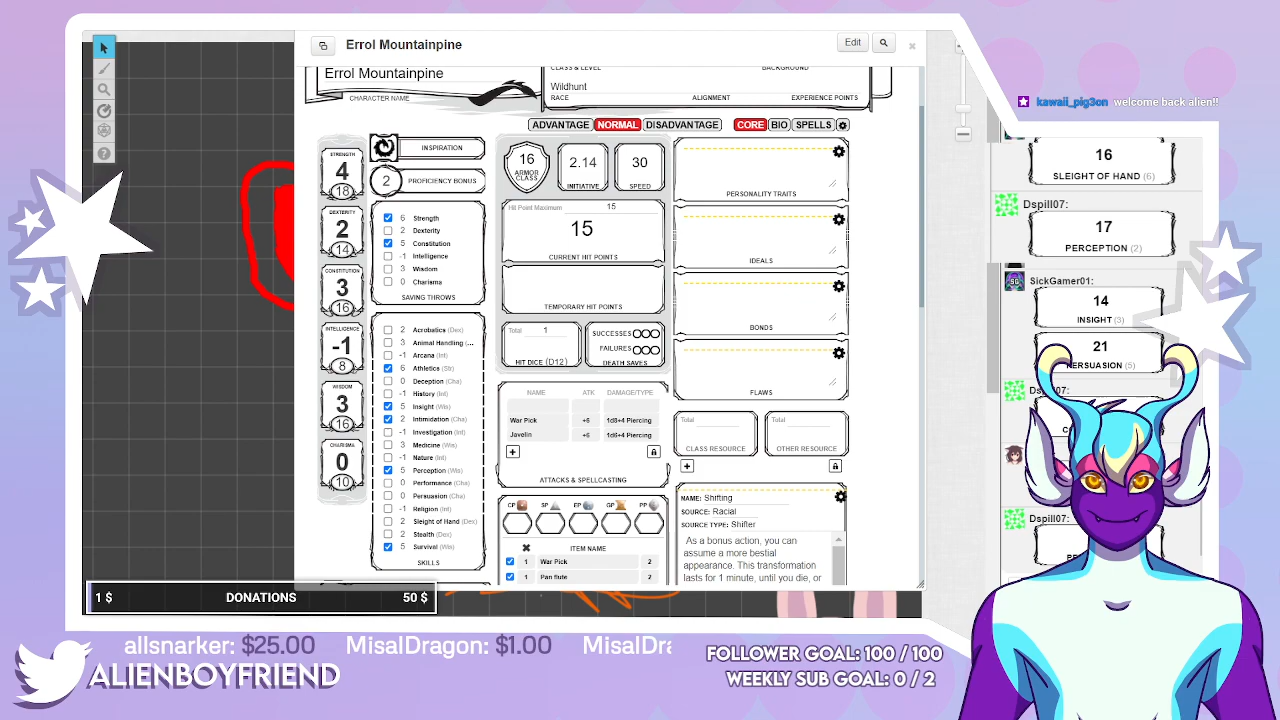 Errol Mountainpine
Edit
Errol Mountainpine
CHARACTER NAME
CLASS & LEVEL
BACKGROUND
Wildhunt
RACE
ALIGNMENT
EXPERIENCE POINTS
ADVANTAGE NORMAL DISADVANTAGE
CORE BIO SPELLS
STRENGTH
4
18
DEXTERITY
2
14
CONSTITUTION
3
16
INTELLIGENCE
-1
8
WISDOM
3
16
CHARISMA
0
10
INSPIRATION
2 PROFICIENCY BONUS
6 Strength
2 Dexterity
5 Constitution
-1 Intelligence
3 Wisdom
0 Charisma
SAVING THROWS
2 Acrobatics (Dex)
3 Animal Handling (...
-1 Arcana (Int)
6 Athletics (Str)
0 Deception (Cha)
-1 History (Int)
5 Insight (Wis)
2 Intimidation (Cha)
-1 Investigation (Int)
3 Medicine (Wis)
-1 Nature (Int)
5 Perception (Wis)
0 Performance (Cha)
0 Persuasion (Cha)
-1 Religion (Int)
2 Sleight of Hand (Dex)
2 Stealth (Dex)
5 Survival (Wis)
SKILLS
16
ARMOR
CLASS
2.14
INITIATIVE
30
SPEED
Hit Point Maximum 15
15
CURRENT HIT POINTS
TEMPORARY HIT POINTS
Total 1
HIT DICE (D12)
SUCCESSES
FAILURES
DEATH SAVES
NAME ATK DAMAGE/TYPE
War Pick +6 1d8+4 Piercing
Javelin +6 1d6+4 Piercing
+
ATTACKS & SPELLCASTING
CP SP EP GP PP
ITEM NAME
1 War Pick 2
1 Pan flute 2
PERSONALITY TRAITS
IDEALS
BONDS
FLAWS
Total
CLASS RESOURCE
Total
OTHER RESOURCE
+
NAME: Shifting
SOURCE: Racial
SOURCE TYPE: Shifter
As a bonus action, you can
assume a more bestial
appearance. This transformation
lasts for 1 minute, until you die, or
kawaii_pig3on welcome back alien!!
16
SLEIGHT OF HAND (6)
Dspill07:
17
PERCEPTION (2)
SickGamer01:
14
INSIGHT (3)
21
PERSUASION (5)
Dspill07:
1 $ DONATIONS 50 $
allsnarker: $25.00 MisalDragon: $1.00 MisalDra
ALIENBOYFRIEND
FOLLOWER GOAL: 100 / 100
WEEKLY SUB GOAL: 0 / 2